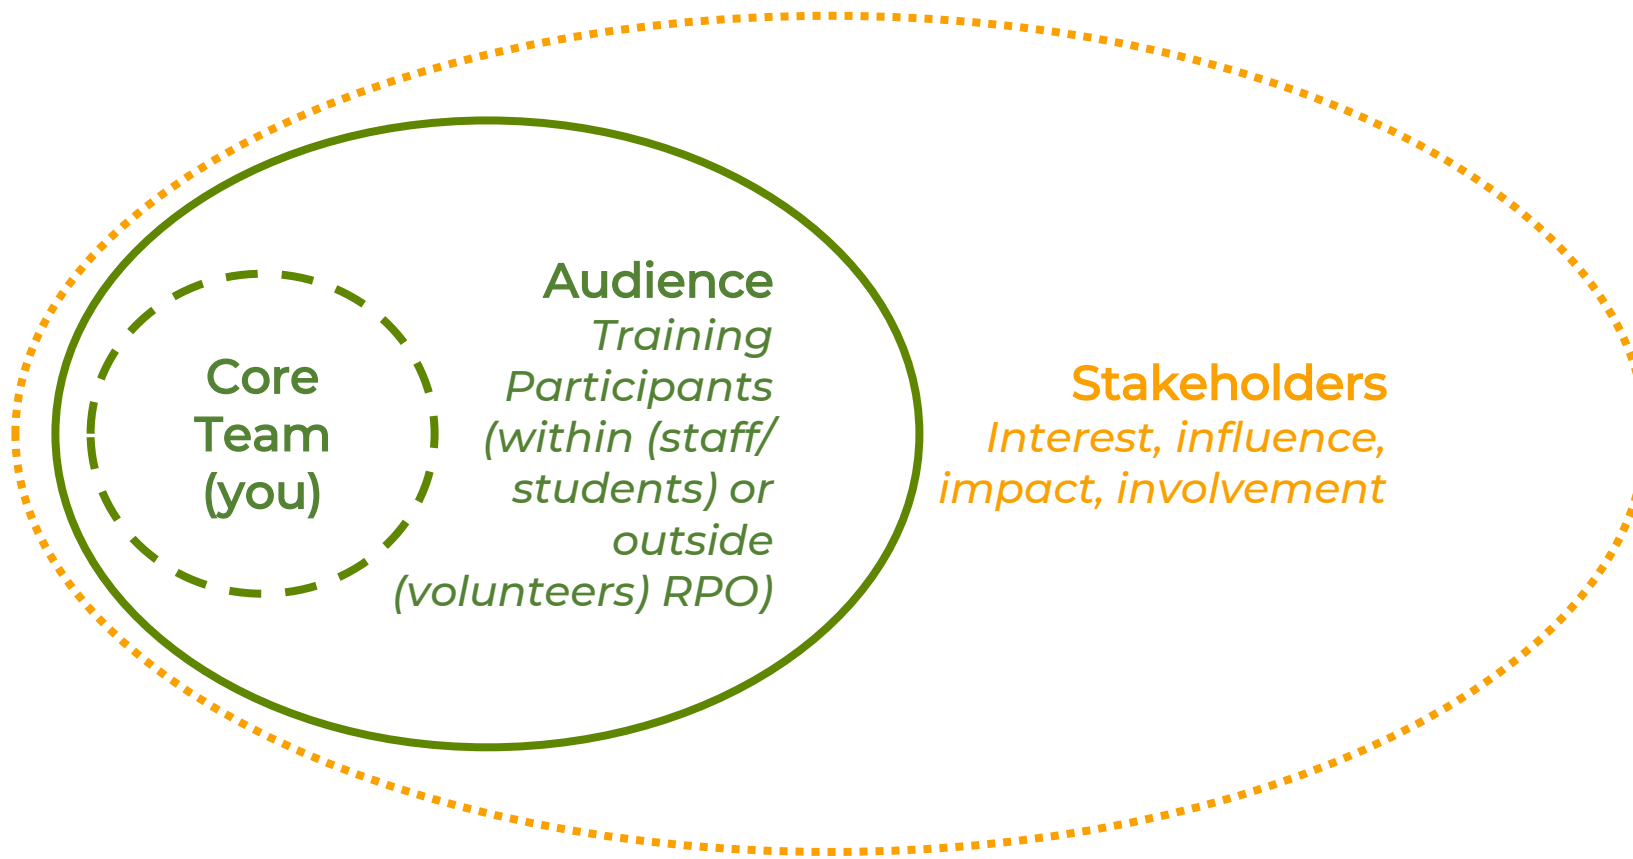 Core
Team
(you)
Audience
Training
Participants
(within (staff/
students) or
outside
(volunteers) RPO)
Stakeholders
Interest, influence,
impact, involvement